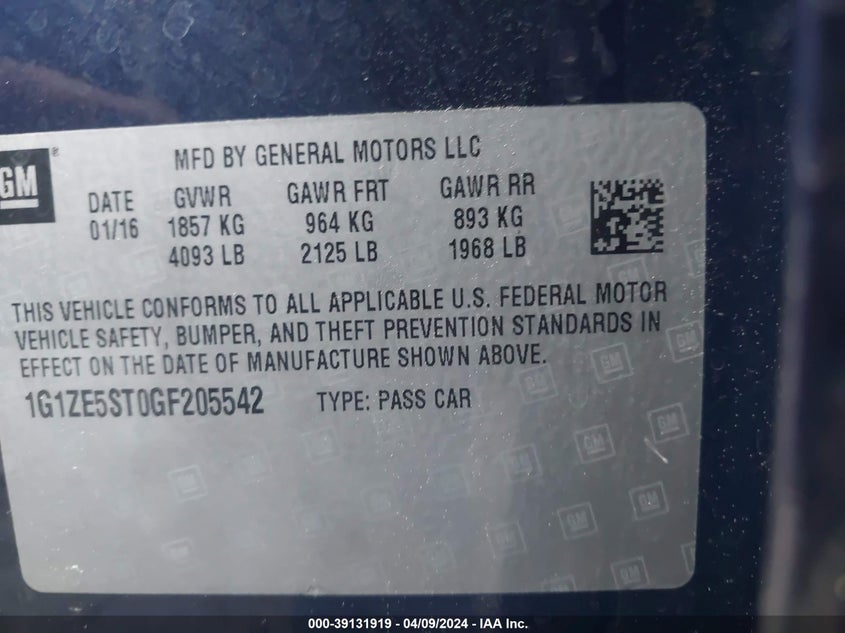 GM®
MFD BY GENERAL MOTORS LLC
DATE GVWR GAWR FRT GAWR RR
01/16 1857 KG 964 KG 893 KG
4093 LB 2125 LB 1968 LB
THIS VEHICLE CONFORMS TO ALL APPLICABLE U.S. FEDERAL MOTOR
VEHICLE SAFETY, BUMPER, AND THEFT PREVENTION STANDARDS IN
EFFECT ON THE DATE OF MANUFACTURE SHOWN ABOVE.
1G1ZE5ST0GF205542 TYPE: PASS CAR
000-39131919 - 04/09/2024 - IAA Inc.